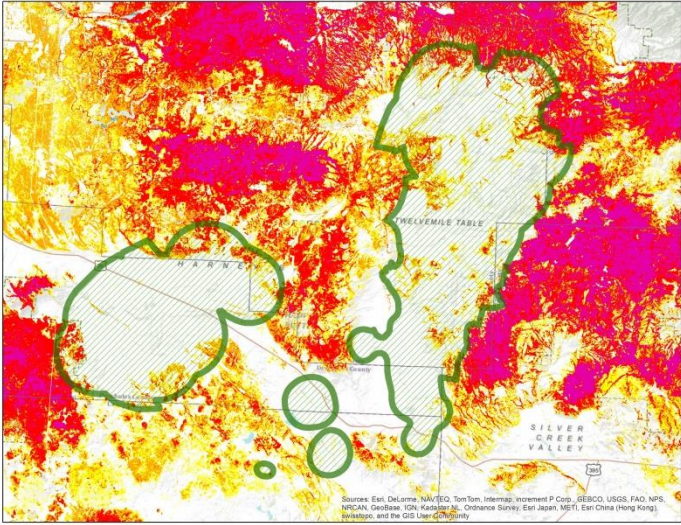 TWELVEMILE TABLE
H A R N E
County
SILVER
CREEK
VALLEY
395
Sources: Esri, DeLorme, NAVTEQ, TomTom, Intermap, increment P Corp., GEBCO, USGS, FAO, NPS,
NRCAN, GeoBase, IGN, Kadaster NL, Ordnance Survey, Esri Japan, METI, Esri China (Hong Kong),
swisstopo, and the GIS User Community